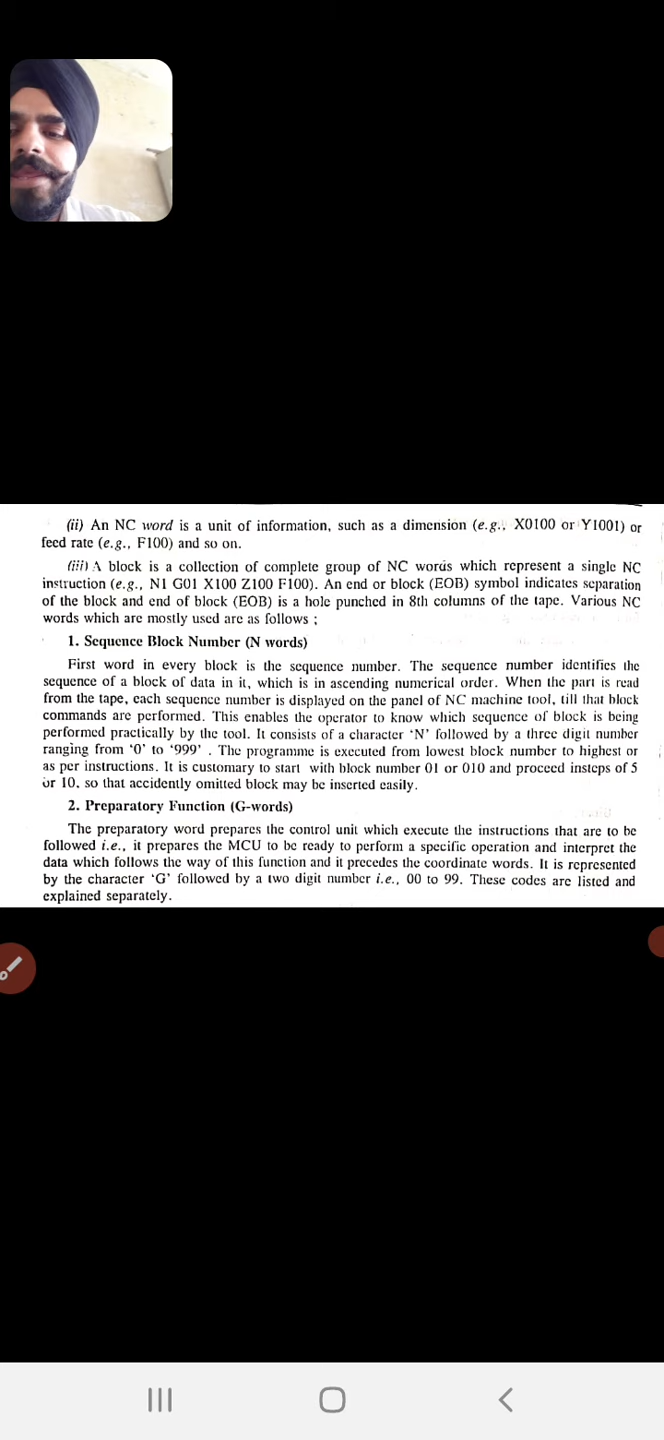 (ii) An NC word is a unit of information, such as a dimension (e.g., X0100 or Y1001) or
feed rate (e.g., F100) and so on.
(iii) A block is a collection of complete group of NC words which represent a single NC
instruction (e.g., N1 G01 X100 Z100 F100). An end or block (EOB) symbol indicates separation
of the block and end of block (EOB) is a hole punched in 8th columns of the tape. Various NC
words which are mostly used are as follows ;
1. Sequence Block Number (N words)
First word in every block is the sequence number. The sequence number identifies the
sequence of a block of data in it, which is in ascending numerical order. When the part is read
from the tape, each sequence number is displayed on the panel of NC machine tool, till that block
commands are performed. This enables the operator to know which sequence of block is being
performed practically by the tool. It consists of a character 'N' followed by a three digit number
ranging from '0' to '999' . The programme is executed from lowest block number to highest or
as per instructions. It is customary to start with block number 01 or 010 and proceed insteps of 5
or 10, so that accidently omitted block may be inserted easily.
2. Preparatory Function (G-words)
The preparatory word prepares the control unit which execute the instructions that are to be
followed i.e., it prepares the MCU to be ready to perform a specific operation and interpret the
data which follows the way of this function and it precedes the coordinate words. It is represented
by the character 'G' followed by a two digit number i.e., 00 to 99. These codes are listed and
explained separately.